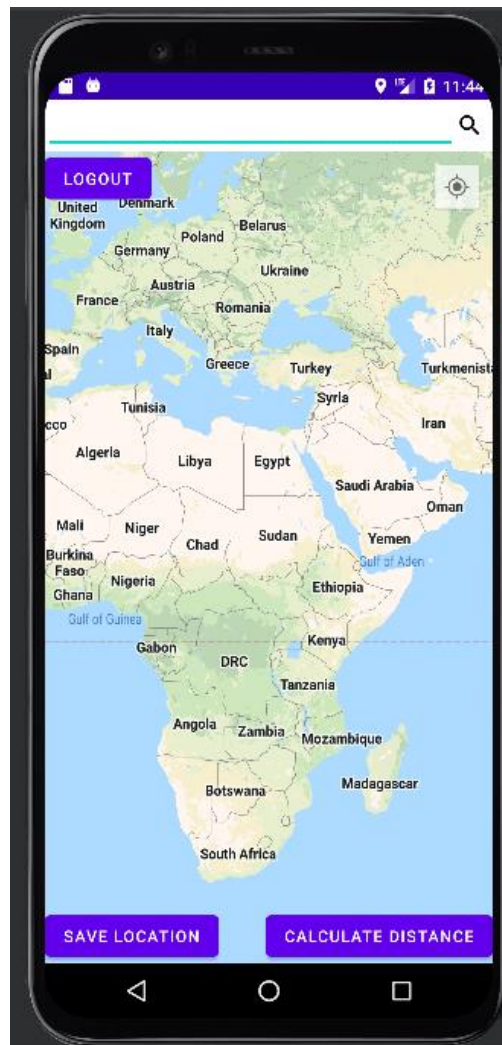 LTE 11:44
LOGOUT
United
Kingdom
Denmark
Belarus
Poland
Germany
Ukraine
Austria
France
Romania
Italy
Spain
al
Greece
Turkey
Turkmenista
Tunisia
Syria
cco
Iran
Algeria
Libya
Egypt
Saudi Arabia
Oman
Mali
Niger
Chad
Sudan
Yemen
Gulf of Aden
Burkina
Faso
Nigeria
Ethiopia
Ghana
Gulf of Guinea
Gabon
Kenya
DRC
Tanzania
Angola
Zambia
Mozambique
Madagascar
Botswana
South Africa
SAVE LOCATION
CALCULATE DISTANCE